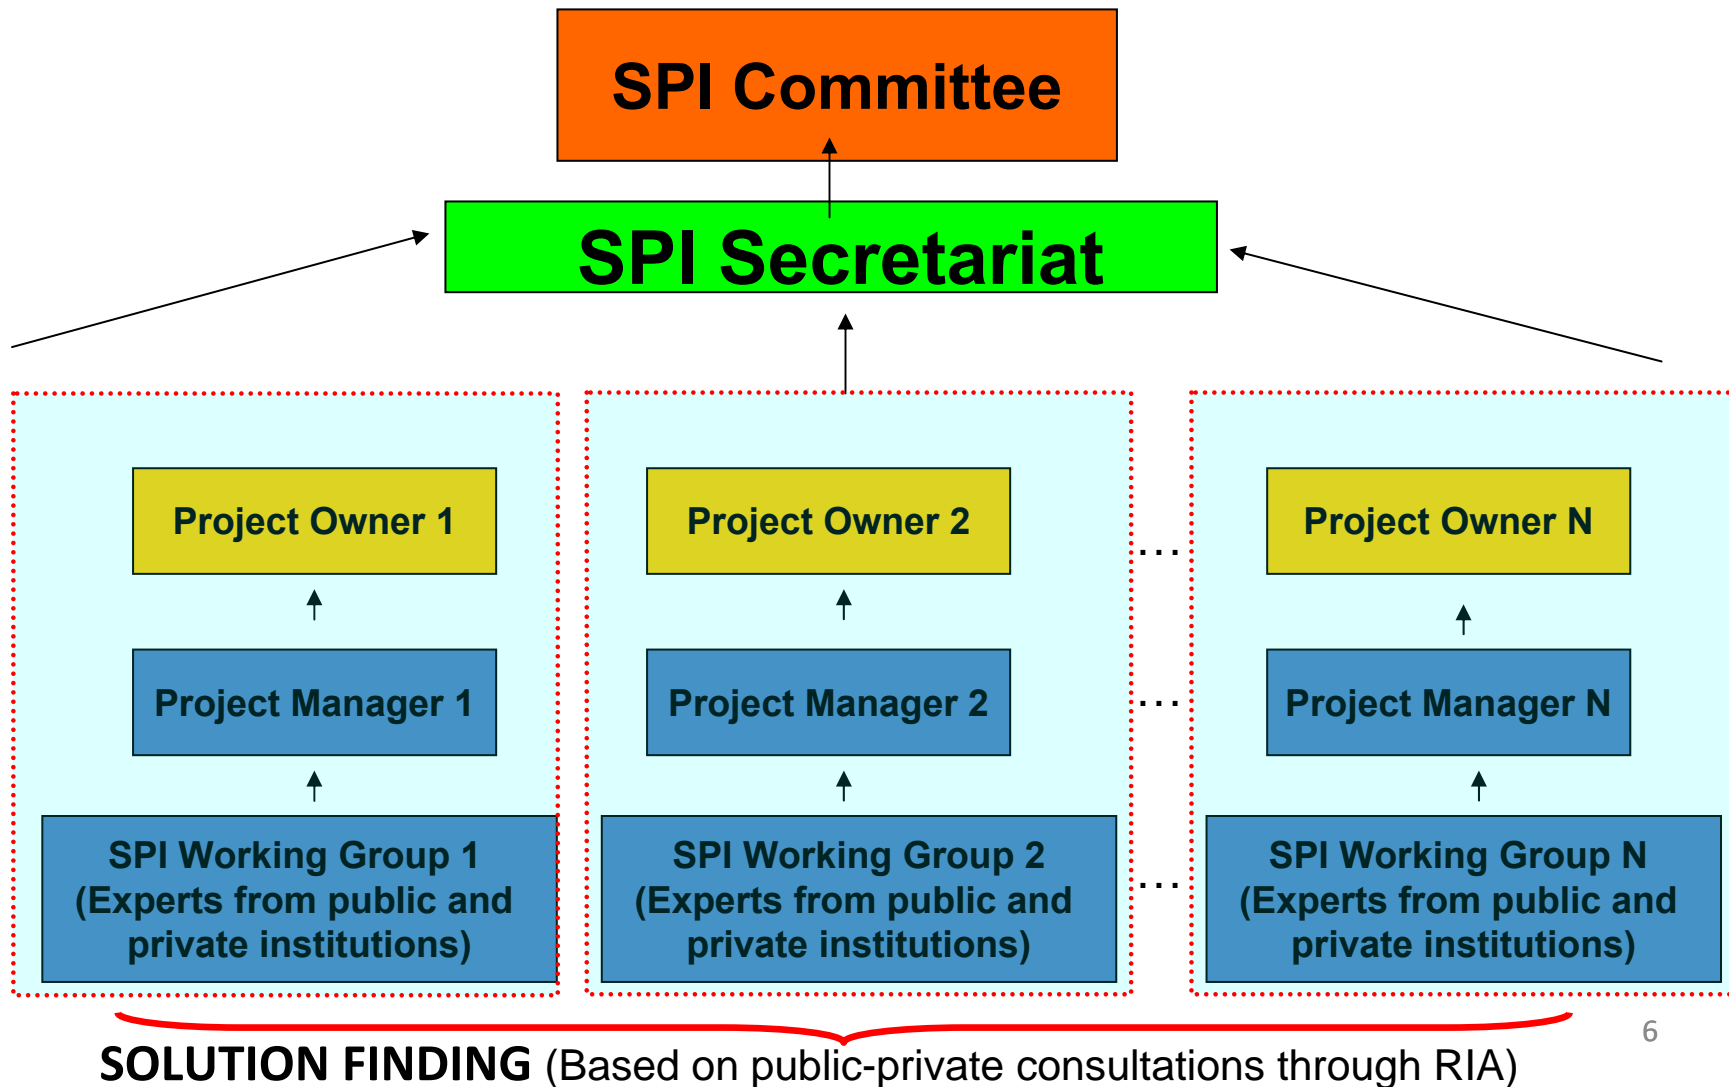 SPI Committee
SPI Secretariat
Project Owner 1
Project Owner 2
…
Project Owner N
Project Manager 1
Project Manager 2
…
Project Manager N
SPI Working Group 1
(Experts from public and
private institutions)
SPI Working Group 2
(Experts from public and
private institutions)
…
SPI Working Group N
(Experts from public and
private institutions)
6
SOLUTION FINDING (Based on public-private consultations through RIA)